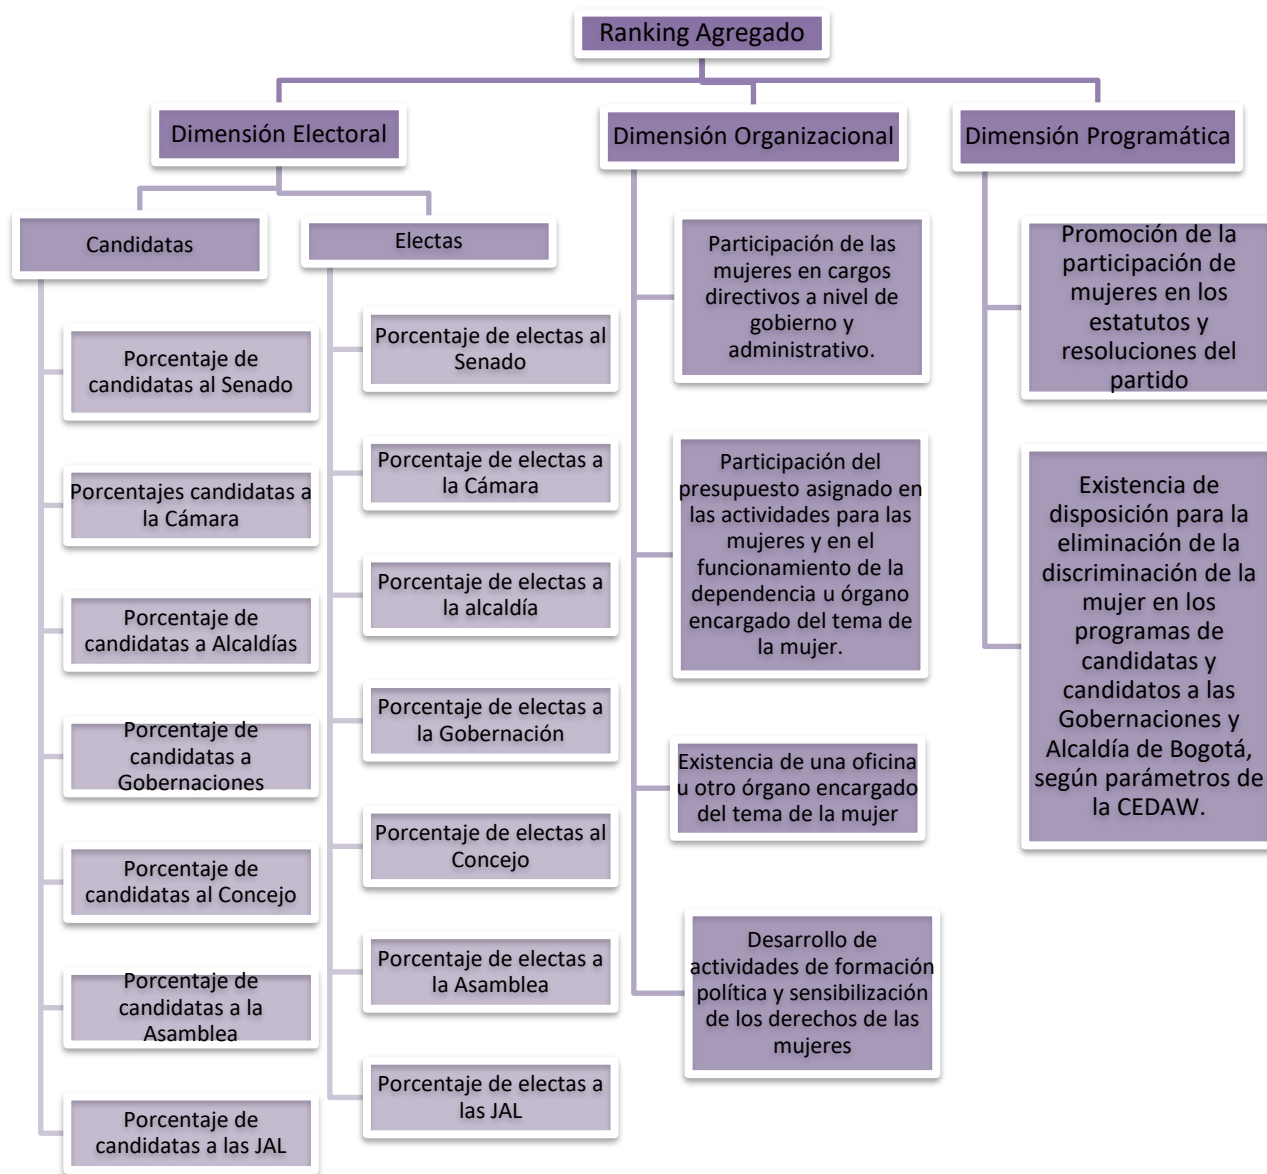 Ranking Agregado
Dimensión Electoral
Candidatas
Porcentaje de
candidatas al Senado
Porcentajes candidatas a
la Cámara
Porcentaje de
candidatas a Alcaldías
Porcentaje de
candidatas a
Gobernaciones
Porcentaje de
candidatas al Concejo
Porcentaje de
candidatas a la
Asamblea
Porcentaje de
candidatas a las JAL
Electas
Porcentaje de electas al
Senado
Porcentaje de electas a
la Cámara
Porcentaje de electas a
la alcaldía
Porcentaje de electas a
la Gobernación
Porcentaje de electas al
Concejo
Porcentaje de electas a
la Asamblea
Porcentaje de electas a
las JAL
Dimensión Organizacional
Participación de las
mujeres en cargos
directivos a nivel de
gobierno y
administrativo.
Participación del
presupuesto asignado en
las actividades para las
mujeres y en el
funcionamiento de la
dependencia u órgano
encargado del tema de
la mujer.
Existencia de una oficina
u otro órgano encargado
del tema de la mujer
Desarrollo de
actividades de formación
política y sensibilización
de los derechos de las
mujeres
Dimensión Programática
Promoción de la
participación de
mujeres en los
estatutos y
resoluciones del
partido
Existencia de
disposición para la
eliminación de la
discriminación de la
mujer en los
programas de
candidatas y
candidatos a las
Gobernaciones y
Alcaldía de Bogotá,
según parámetros de
la CEDAW.